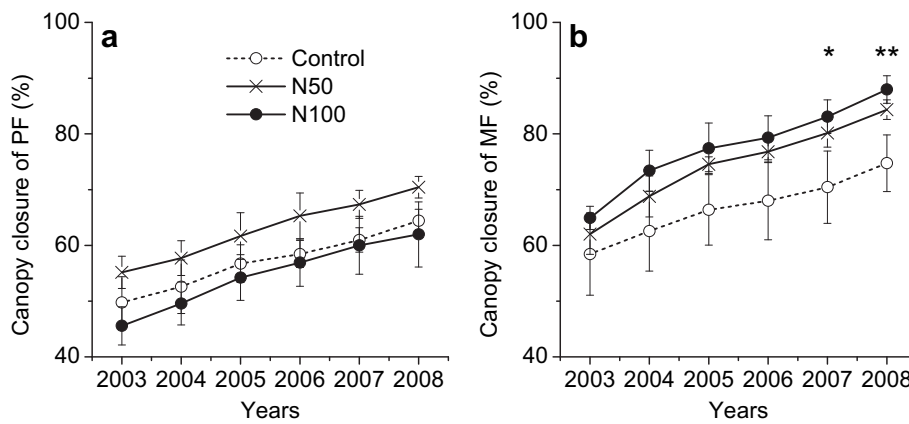 a
Control
N50
N100
Canopy closure of PF (%)
100
80
60
40
2003 2004 2005 2006 2007 2008
Years
b
* **
Canopy closure of MF (%)
100
80
60
40
2003 2004 2005 2006 2007 2008
Years